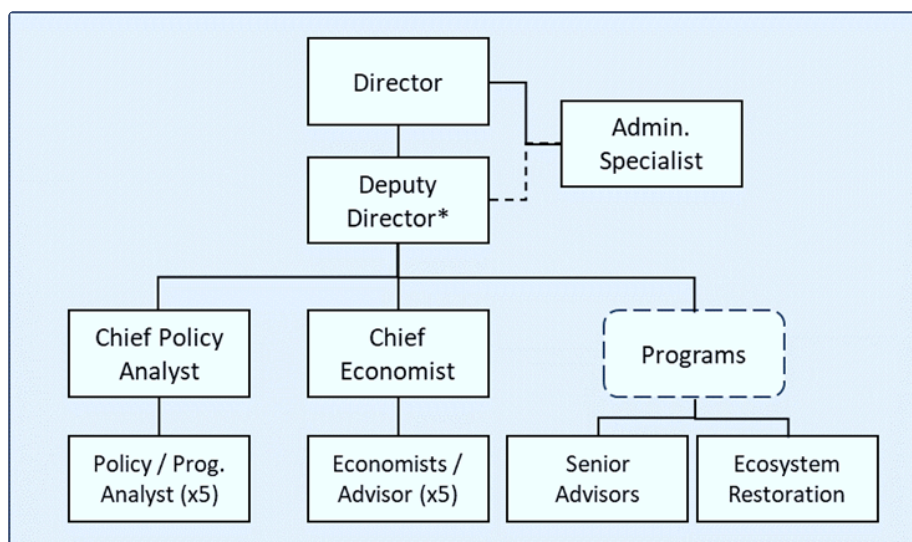 Director
Admin.
Specialist
Deputy
Director*
Chief Policy
Analyst
Chief
Economist
Programs
Policy / Prog.
Analyst (x5)
Economists /
Advisor (x5)
Senior
Advisors
Ecosystem
Restoration